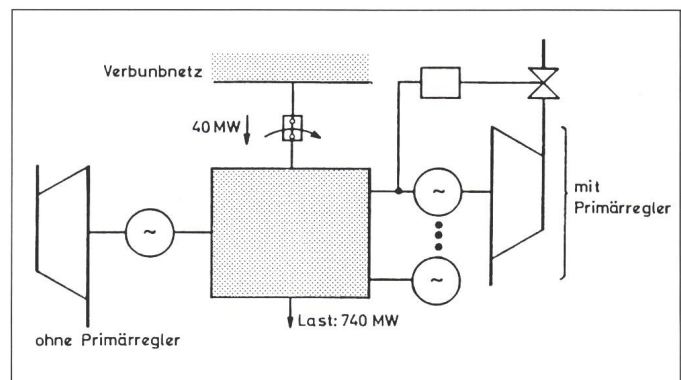 Verbunbnetz
40 MW
~
mit
Primärregler
~
~
Last: 740 MW
ohne Primärregler